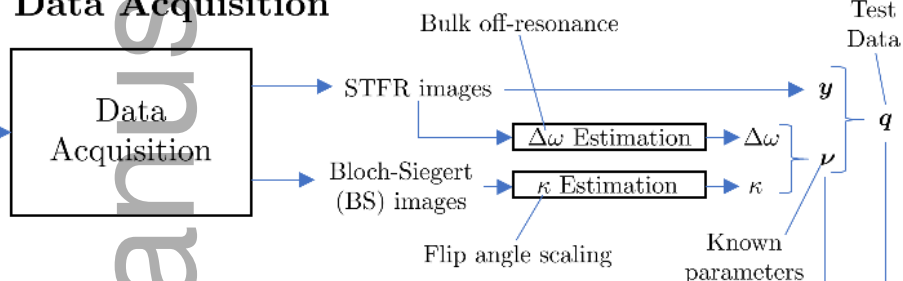 Data Acquisition
Bulk off-resonance
Test
Data
STFR images
y
Data
Acquisition
Δω Estimation
Δω
q
ν
Bloch-Siegert
(BS) images
κ Estimation
κ
Flip angle scaling
Known
parameters
anus